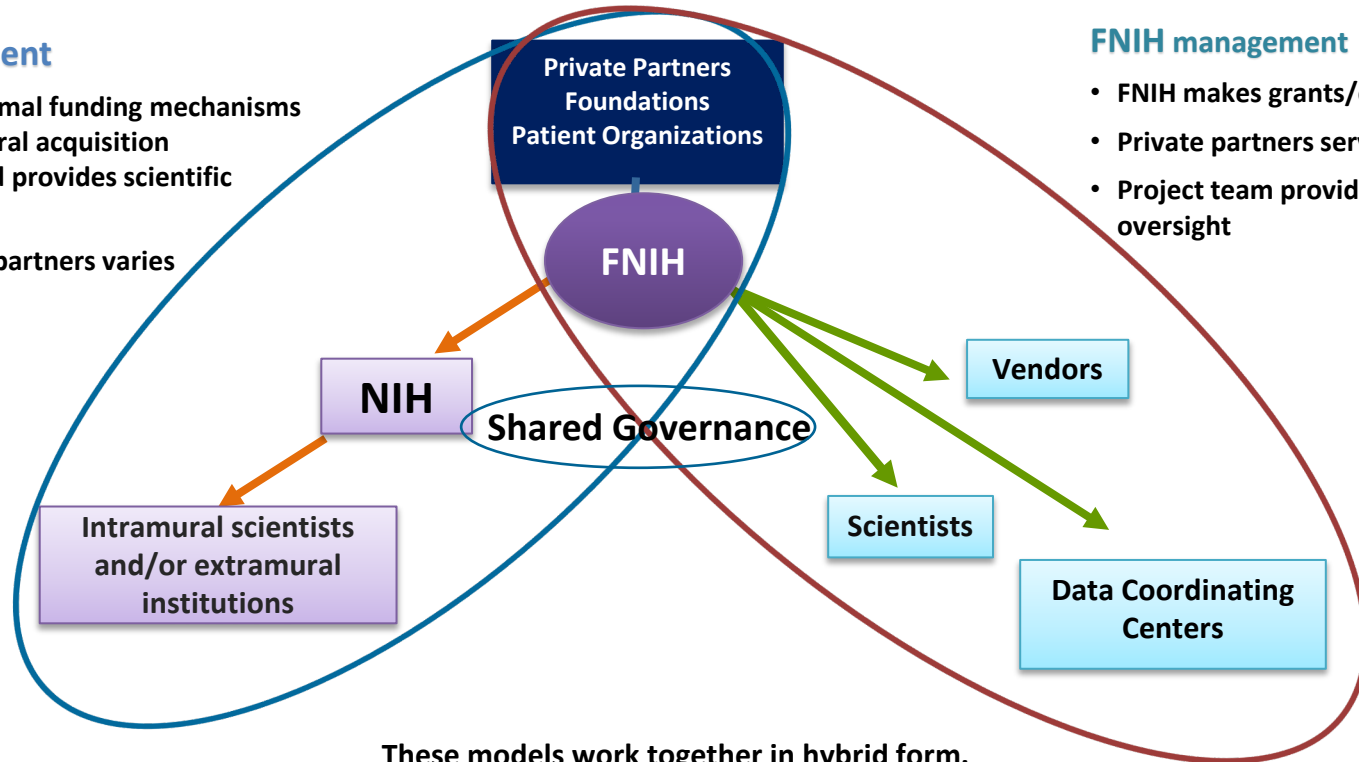 ent
mal funding mechanisms
ral acquisition
provides scientific
partners varies
Private Partners
Foundations
Patient Organizations
FNIH management
• FNIH makes grants/
• Private partners serv
• Project team provid
oversight
FNIH
NIH
Shared Governance
Vendors
Intramural scientists
and/or extramural
institutions
Scientists
Data Coordinating
Centers
These models work together in hybrid form.